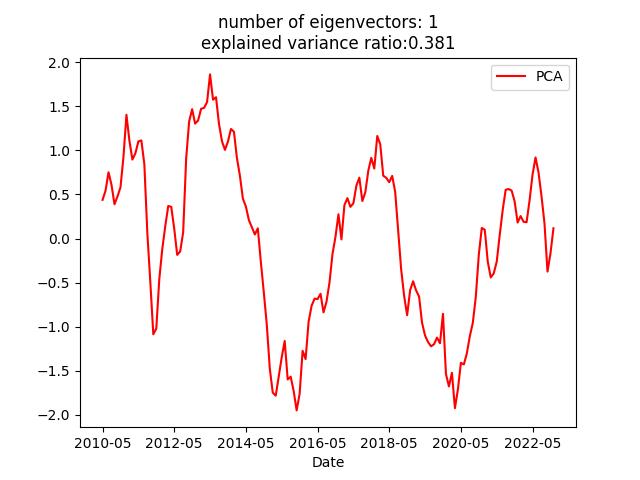 number of eigenvectors: 1
explained variance ratio:0.381
PCA
2.0
1.5
1.0
0.5
0.0
−0.5
−1.0
−1.5
−2.0
2010-05 2012-05 2014-05 2016-05 2018-05 2020-05 2022-05
Date